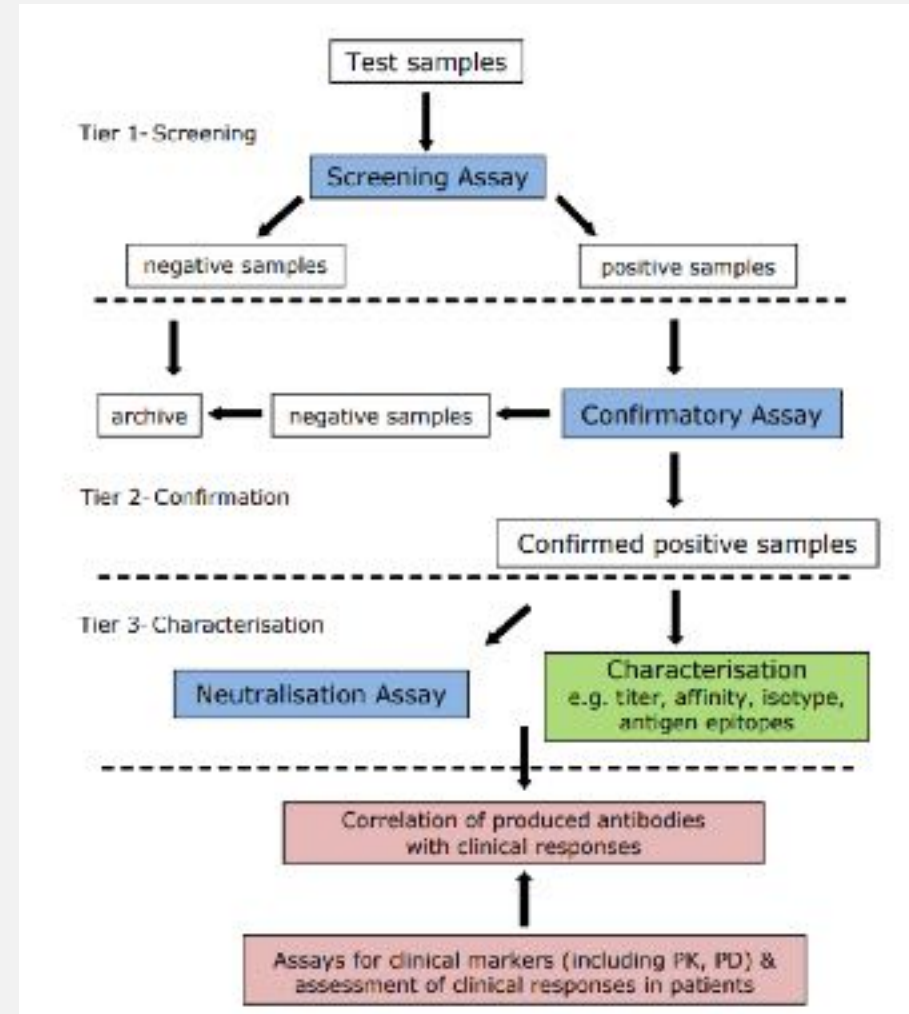 Test samples
Tier 1- Screening
Screening Assay
negative samples
positive samples
archive
negative samples
Confirmatory Assay
Tier 2- Confirmation
Confirmed positive samples
Tier 3- Characterisation
Neutralisation Assay
Characterisation
e.g. titer, affinity, isotype,
antigen epitopes
Correlation of produced antibodies
with clinical responses
Assays for clinical markers (including PK, PD) &
assessment of clinical responses in patients